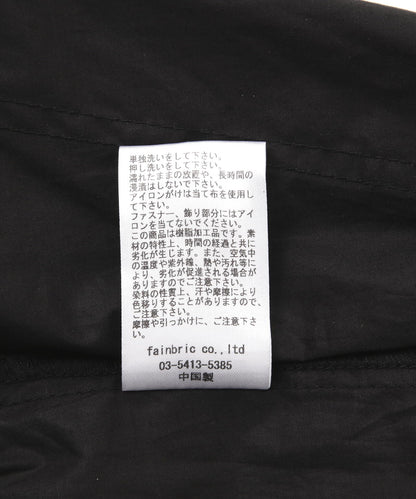 単独洗いをして下さい。
押し洗いをして下さい。
濡れたままの放置や、長時間の
浸漬はしないで下さい。
アイロンがけは当て布を使用し
て下さい。
ファスナー、飾り部分にはアイ
ロンを当てないでください。
この商品は樹脂加工品です。素
材の特性上、時間の経過と共に
劣化が生じます。また、空気中
の温度や紫外線、熱や汚れ等に
より、劣化が促進される場合が
ありますのでご注意下さい。
染料の性質上、汗や摩擦により
色移りすることがありますので、
ご注意下さい。
摩擦や引っかけに、ご注意下さ
い。
fainbric co.,ltd
03-5413-5385
中国製